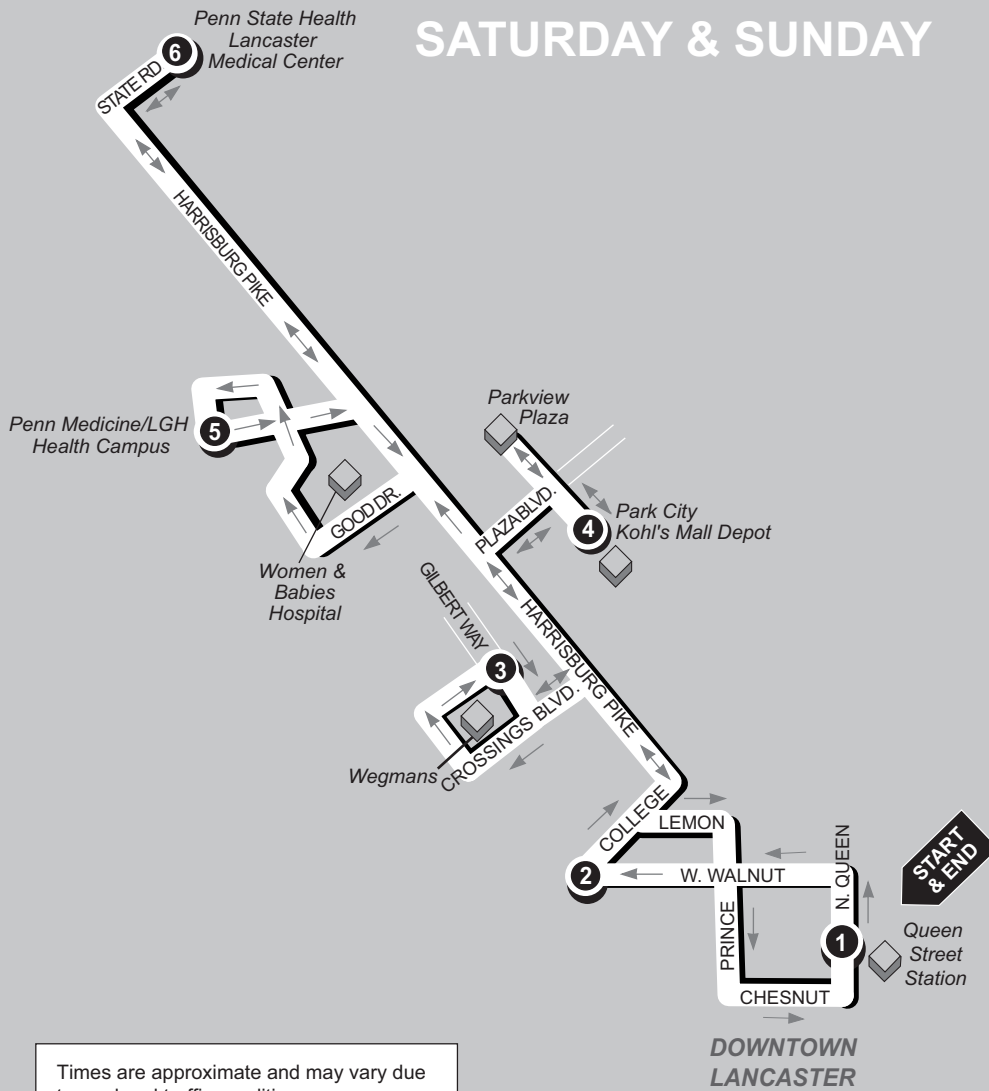 SATURDAY & SUNDAY
Penn State Health
Lancaster
Medical Center
6
STATE RD
HARRISBURG PIKE
Penn Medicine/LGH
Health Campus
5
Parkview
Plaza
PLAZA BLVD.
4
Park City
Kohl's Mall Depot
GOOD DR.
Women &
Babies
Hospital
GILBERT WAY
3
HARRISBURG PIKE
CROSSINGS BLVD.
Wegmans
COLLEGE
LEMON
2
W. WALNUT
N. QUEEN
START
& END
PRINCE
1
Queen
Street
Station
CHESNUT
DOWNTOWN
LANCASTER
Times are approximate and may vary due